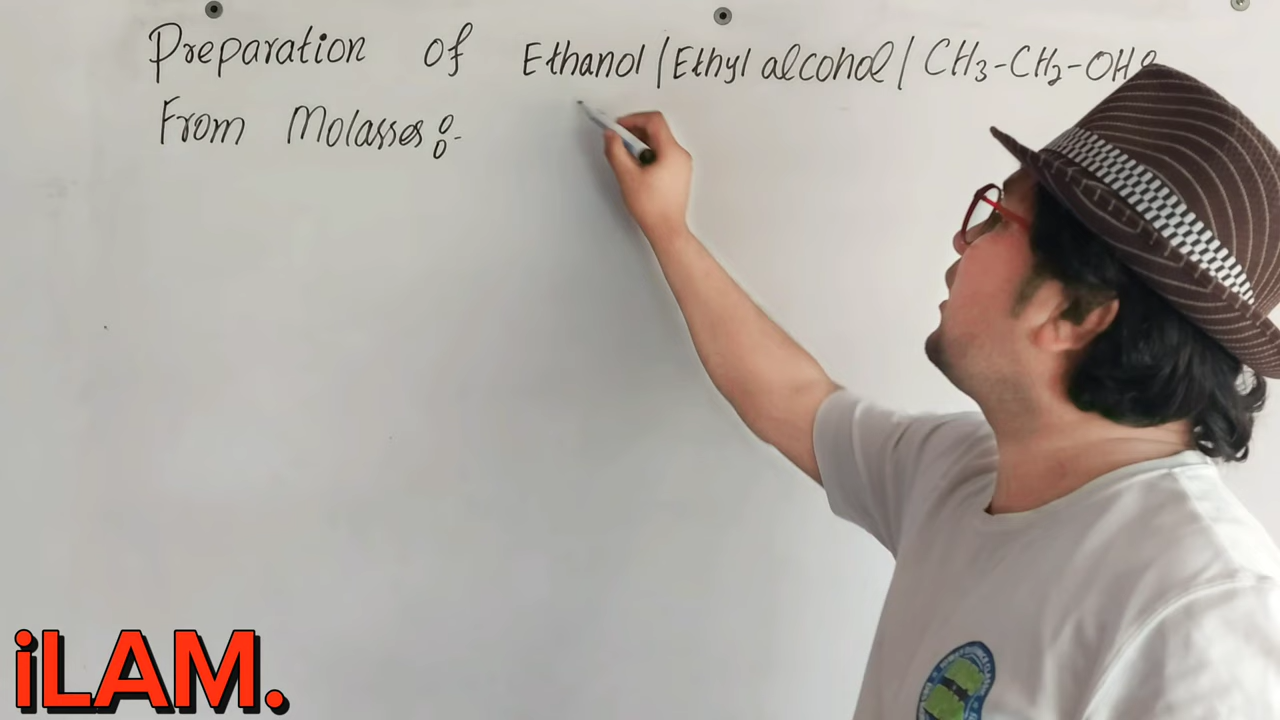 Preparation of Ethanol/Ethyl alcohol/CH₃-CH₂-OH
From Molasses:-
iLAM.